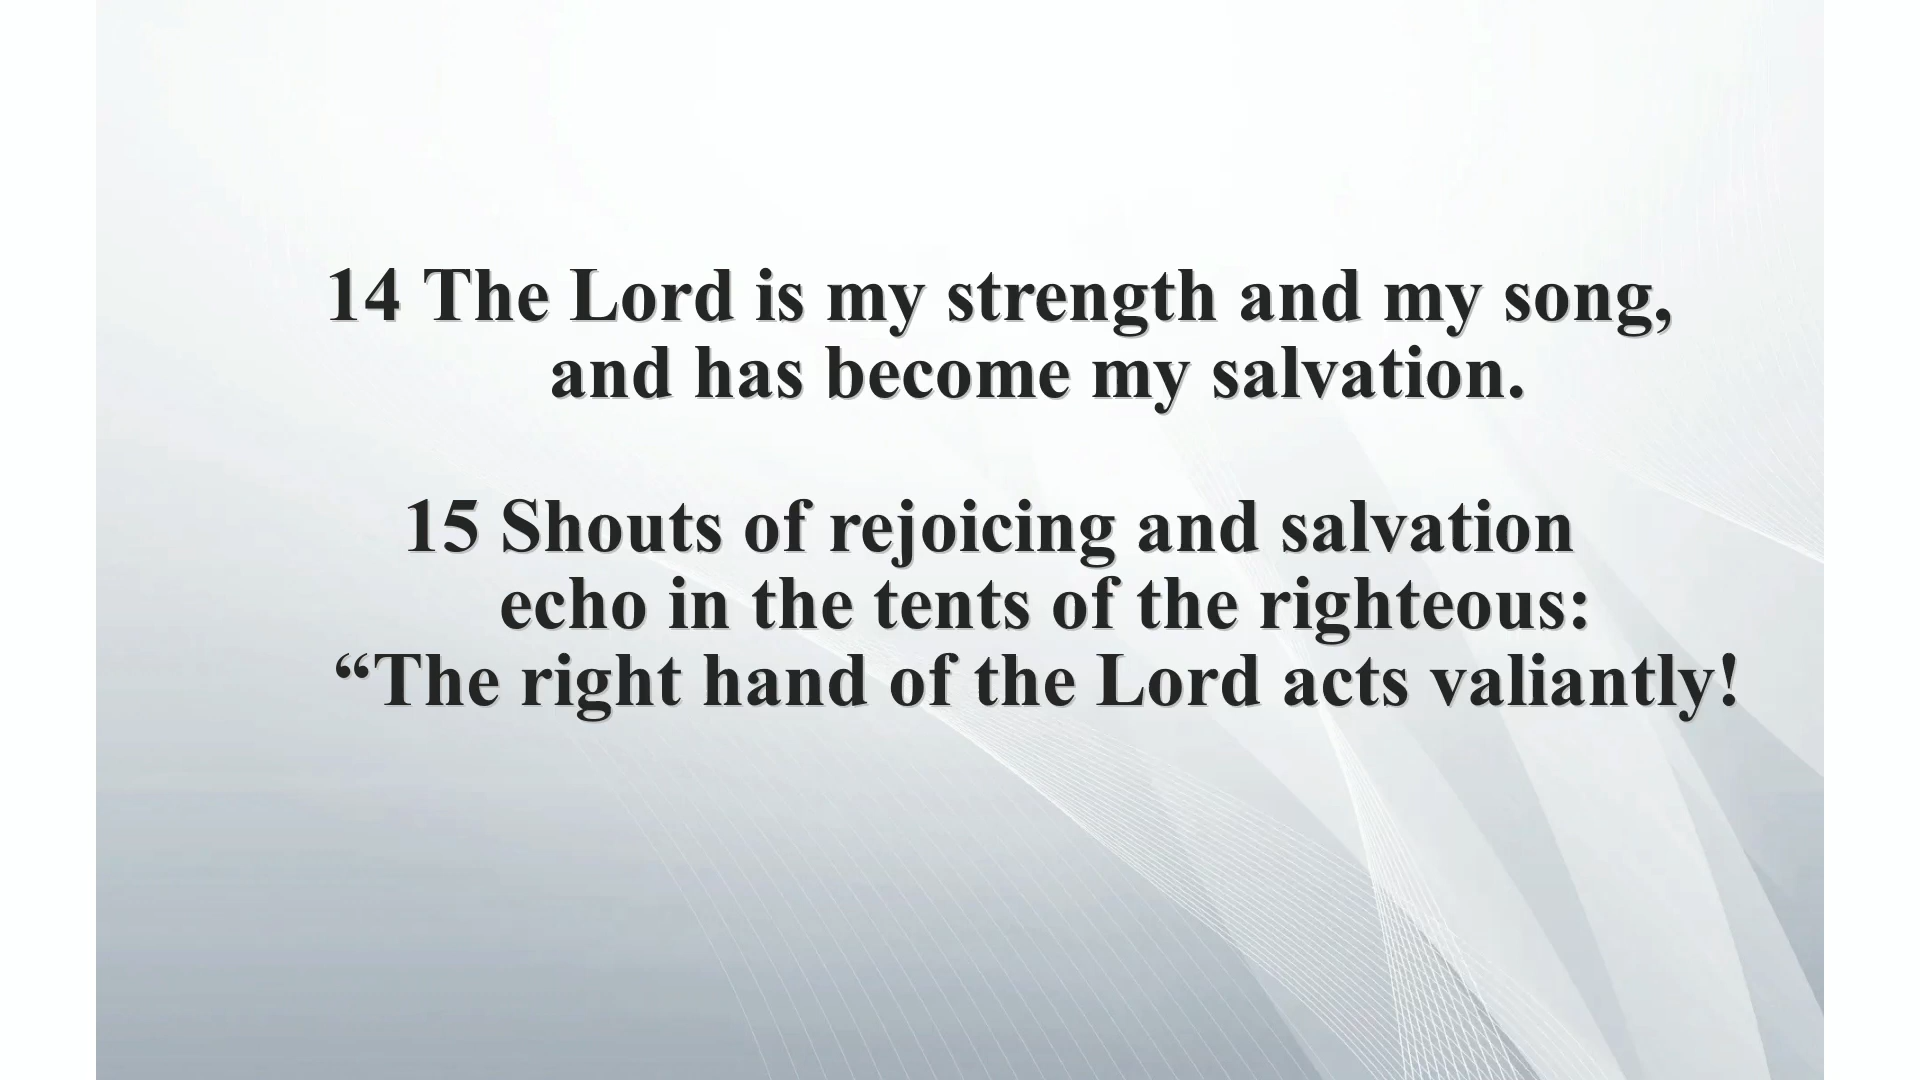 14 The Lord is my strength and my song,
and has become my salvation.
15 Shouts of rejoicing and salvation
echo in the tents of the righteous:
“The right hand of the Lord acts valiantly!